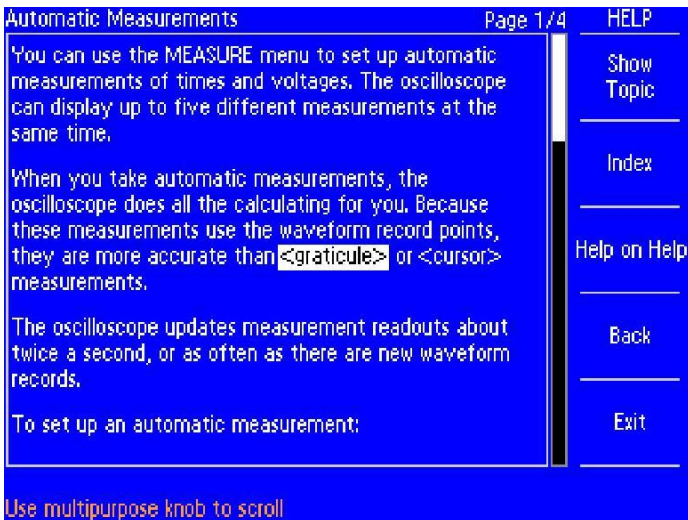 Automatic Measurements Page 1/4 HELP
You can use the MEASURE menu to set up automatic
measurements of times and voltages. The oscilloscope
can display up to five different measurements at the
same time.
When you take automatic measurements, the
oscilloscope does all the calculating for you. Because
these measurements use the waveform record points,
they are more accurate than <graticule> or <cursor>
measurements.
The oscilloscope updates measurement readouts about
twice a second, or as often as there are new waveform
records.
To set up an automatic measurement:
Show
Topic
Index
Help on Help
Back
Exit
Use multipurpose knob to scroll